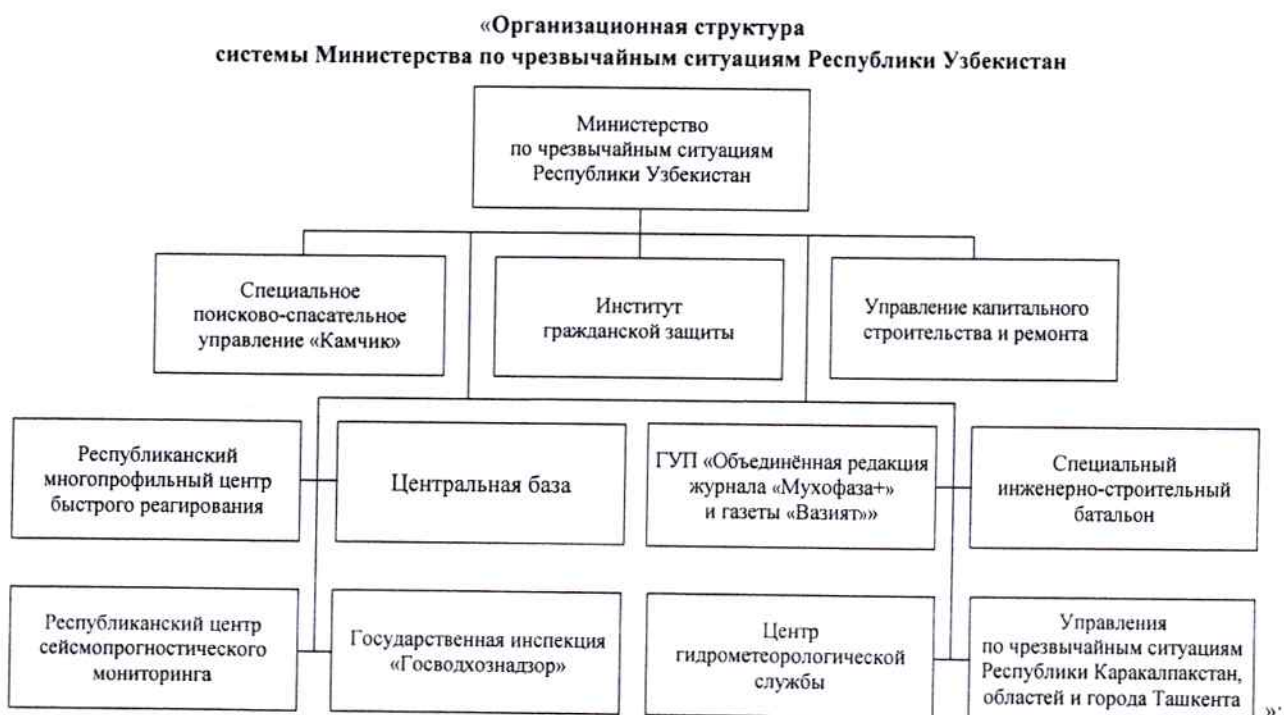 «Организационная структура
системы Министерства по чрезвычайным ситуациям Республики Узбекистан
Министерство
по чрезвычайным ситуациям
Республики Узбекистан
Специальное
поисково-спасательное
управление «Камчик»
Институт
гражданской защиты
Управление капитального
строительства и ремонта
Республиканский
многопрофильный центр
быстрого реагирования
Центральная база
ГУП «Объединённая редакция
журнала «Мухофаза+»
и газеты «Вазият»»
Специальный
инженерно-строительный
батальон
Республиканский центр
сейсмопрогностического
мониторинга
Государственная инспекция
«Госводхознадзор»
Центр
гидрометеорологической
службы
Управления
по чрезвычайным ситуациям
Республики Каракалпакстан,
областей и города Ташкента
»;